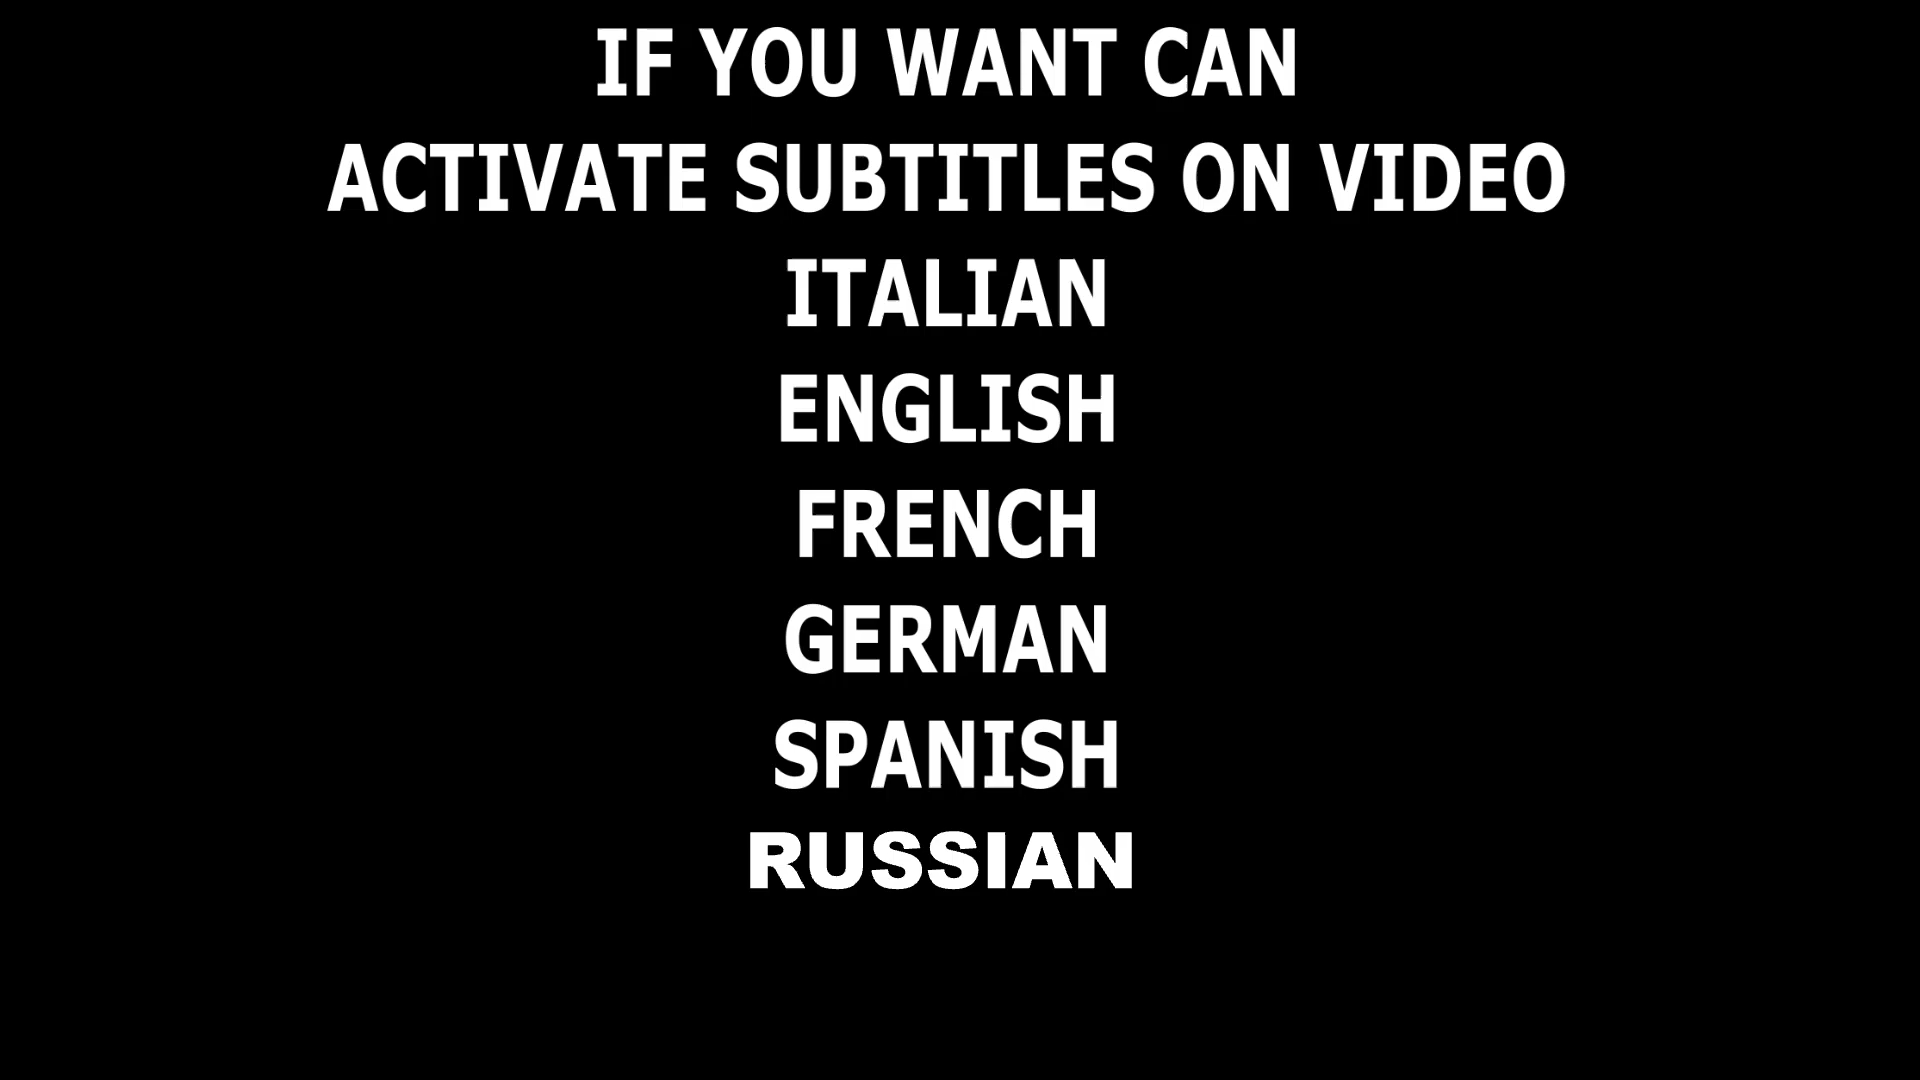 IF YOU WANT CAN
ACTIVATE SUBTITLES ON VIDEO
ITALIAN
ENGLISH
FRENCH
GERMAN
SPANISH
RUSSIAN